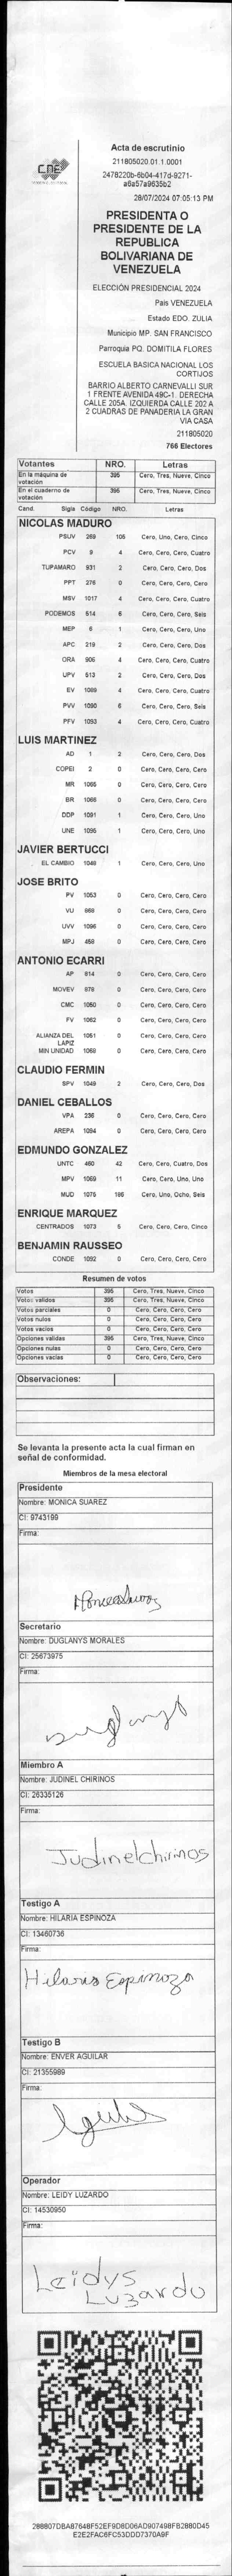 CNE
Acta de escrutinio
211805020.01.1.0001
2478220b-6b04-417d-9271-
a6a57a9635b2
28/07/2024 07:05:13 PM
PRESIDENTA O
PRESIDENTE DE LA
REPUBLICA
BOLIVARIANA DE
VENEZUELA
ELECCIÓN PRESIDENCIAL 2024
Pais VENEZUELA
Estado EDO. ZULIA
Municipio MP. SAN FRANCISCO
Parroquia PQ. DOMITILA FLORES
ESCUELA BASICA NACIONAL LOS
CORTIJOS
BARRIO ALBERTO CARNEVALLI SUR
1 FRENTE AVENIDA 49C-1. DERECHA
CALLE 205A. IZQUIERDA CALLE 202 A
2 CUADRAS DE PANADERIA LA GRAN
VIA CASA
211805020
766 Electores
Votantes NRO. Letras
En la máquina de votación 395 Cero, Tres, Nueve, Cinco
En el cuaderno de votación 395 Cero, Tres, Nueve, Cinco
Cand. Sigla Código NRO. Letras
NICOLAS MADURO
PSUV 269 105 Cero, Uno, Cero, Cinco
PCV 9 4 Cero, Cero, Cero, Cuatro
TUPAMARO 931 2 Cero, Cero, Cero, Dos
PPT 276 0 Cero, Cero, Cero, Cero
MSV 1017 4 Cero, Cero, Cero, Cuatro
PODEMOS 514 6 Cero, Cero, Cero, Seis
MEP 6 1 Cero, Cero, Cero, Uno
APC 219 2 Cero, Cero, Cero, Dos
ORA 906 4 Cero, Cero, Cero, Cuatro
UPV 513 2 Cero, Cero, Cero, Dos
EV 1089 4 Cero, Cero, Cero, Cuatro
PVV 1090 6 Cero, Cero, Cero, Seis
PFV 1093 4 Cero, Cero, Cero, Cuatro
LUIS MARTINEZ
AD 1 2 Cero, Cero, Cero, Dos
COPEI 2 0 Cero, Cero, Cero, Cero
MR 1065 0 Cero, Cero, Cero, Cero
BR 1066 0 Cero, Cero, Cero, Cero
DDP 1091 1 Cero, Cero, Cero, Uno
UNE 1095 1 Cero, Cero, Cero, Uno
JAVIER BERTUCCI
EL CAMBIO 1046 1 Cero, Cero, Cero, Uno
JOSE BRITO
PV 1053 0 Cero, Cero, Cero, Cero
VU 868 0 Cero, Cero, Cero, Cero
UVV 1096 0 Cero, Cero, Cero, Cero
MPJ 459 0 Cero, Cero, Cero, Cero
ANTONIO ECARRI
AP 814 0 Cero, Cero, Cero, Cero
MOVEV 878 0 Cero, Cero, Cero, Cero
CMC 1050 0 Cero, Cero, Cero, Cero
FV 1062 0 Cero, Cero, Cero, Cero
ALIANZA DEL LAPIZ 1051 0 Cero, Cero, Cero, Cero
MIN UNIDAD 1068 0 Cero, Cero, Cero, Cero
CLAUDIO FERMIN
SPV 1049 2 Cero, Cero, Cero, Dos
DANIEL CEBALLOS
VPA 236 0 Cero, Cero, Cero, Cero
AREPA 1094 0 Cero, Cero, Cero, Cero
EDMUNDO GONZALEZ
UNTC 460 42 Cero, Cero, Cuatro, Dos
MPV 1069 11 Cero, Cero, Uno, Uno
MUD 1075 186 Cero, Uno, Ocho, Seis
ENRIQUE MARQUEZ
CENTRADOS 1073 5 Cero, Cero, Cero, Cinco
BENJAMIN RAUSSEO
CONDE 1092 0 Cero, Cero, Cero, Cero
Resumen de votos
Votos 395 Cero, Tres, Nueve, Cinco
Votos validos 395 Cero, Tres, Nueve, Cinco
Votos parciales 0 Cero, Cero, Cero, Cero
Votos nulos 0 Cero, Cero, Cero, Cero
Votos vacios 0 Cero, Cero, Cero, Cero
Opciones validas 395 Cero, Tres, Nueve, Cinco
Opciones nulas 0 Cero, Cero, Cero, Cero
Opciones vacias 0 Cero, Cero, Cero, Cero
Observaciones:
Se levanta la presente acta la cual firman en
señal de conformidad.
Miembros de la mesa electoral
Presidente
Nombre: MONICA SUAREZ
CI: 9743199
Firma:
Secretario
Nombre: DUGLANYS MORALES
CI: 25673975
Firma:
Miembro A
Nombre: JUDINEL CHIRINOS
CI: 26335126
Firma:
Judinelchirinos
Testigo A
Nombre: HILARIA ESPINOZA
CI: 13460736
Firma:
Hilaria Espinoza
Testigo B
Nombre: ENVER AGUILAR
CI: 21355989
Firma:
Operador
Nombre: LEIDY LUZARDO
CI: 14530950
Firma:
Leidys
Luzardo
288807DBA87648F52EF9D8D06AD907498FB2880D45
E2E2FAC6FC53DDD7370A9F